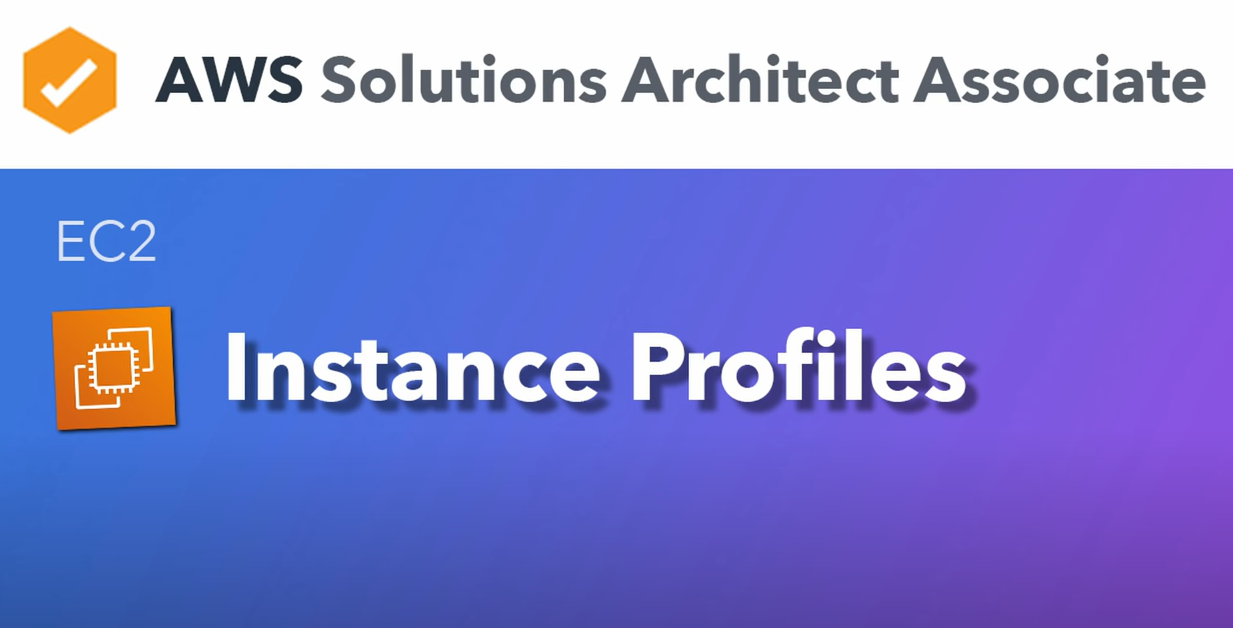 AWS Solutions Architect Associate
EC2
Instance Profiles